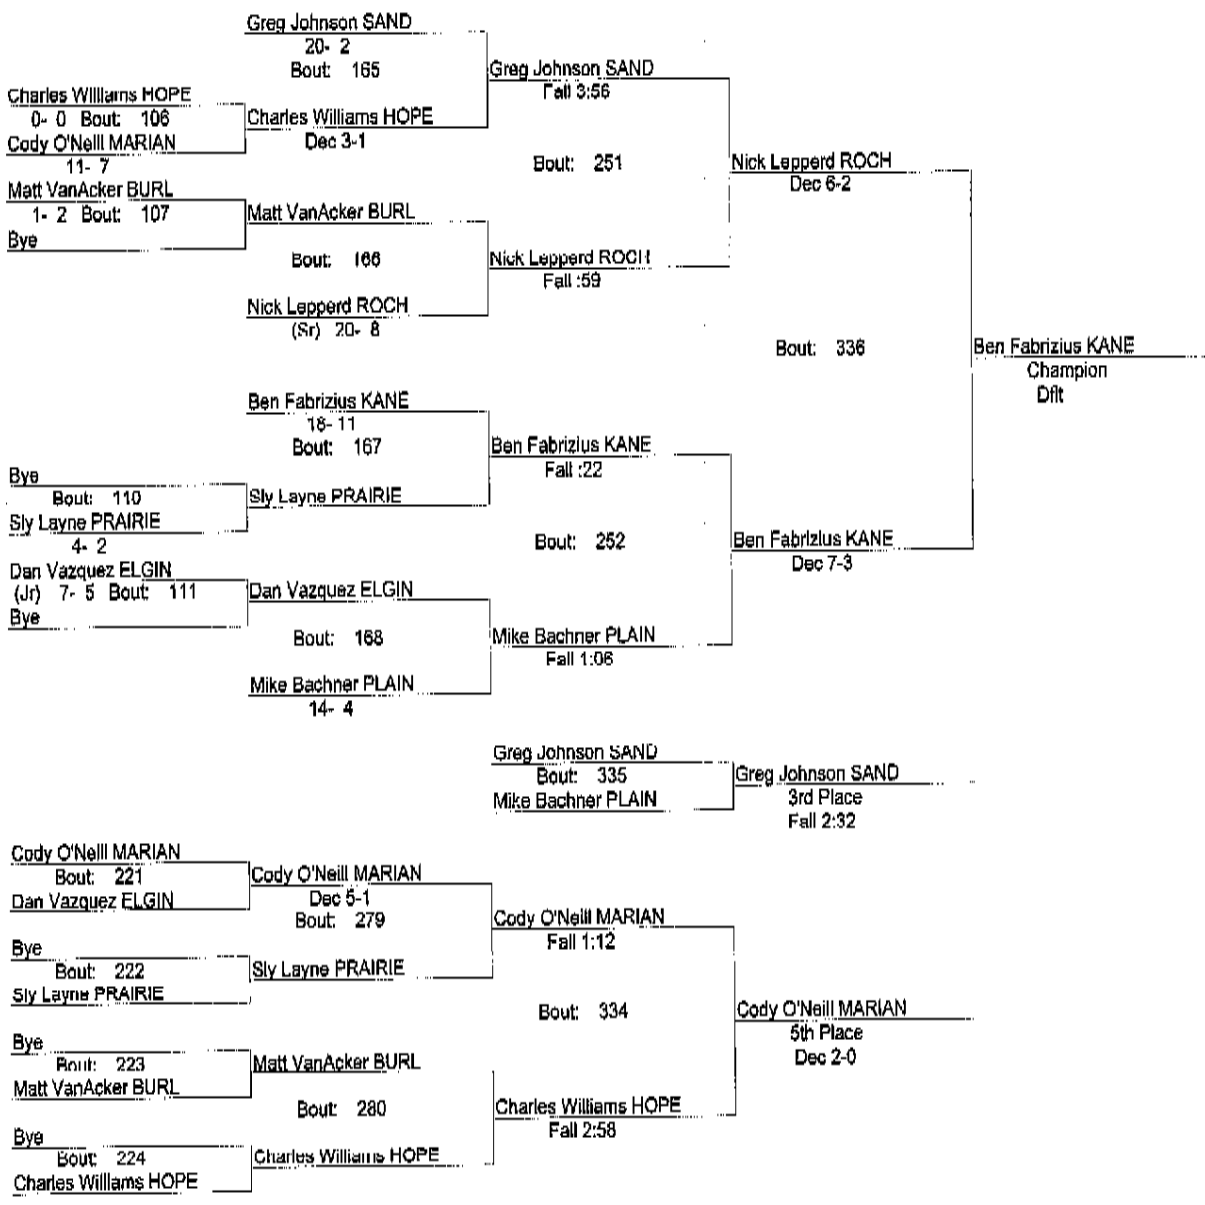 Greg Johnson SAND
20- 2
Bout: 165
Greg Johnson SAND
Fall 3:56
Charles Williams HOPE
0- 0 Bout: 106
Charles Williams HOPE
Dec 3-1
Cody O'Neill MARIAN
11- 7
Bout: 251
Nick Lepperd ROCH
Dec 6-2
Matt VanAcker BURL
1- 2 Bout: 107
Matt VanAcker BURL
Bye
Bout: 166
Nick Lepperd ROCH
Fall :59
Nick Lepperd ROCH
(Sr) 20- 8
Bout: 336
Ben Fabrizius KANE
Champion
Dflt
Ben Fabrizius KANE
18- 11
Bout: 167
Ben Fabrizius KANE
Fall :22
Bye
Bout: 110
Sly Layne PRAIRIE
Sly Layne PRAIRIE
4- 2
Bout: 252
Ben Fabrizius KANE
Dec 7-3
Dan Vazquez ELGIN
(Jr) 7- 5 Bout: 111
Dan Vazquez ELGIN
Bye
Bout: 168
Mike Bachner PLAIN
Fall 1:06
Mike Bachner PLAIN
14- 4
Greg Johnson SAND
Bout: 335
Mike Bachner PLAIN
Greg Johnson SAND
3rd Place
Fall 2:32
Cody O'Neill MARIAN
Bout: 221
Dan Vazquez ELGIN
Cody O'Neill MARIAN
Dec 5-1
Bout: 279
Cody O'Neill MARIAN
Fall 1:12
Bye
Bout: 222
Sly Layne PRAIRIE
Sly Layne PRAIRIE
Bout: 334
Cody O'Neill MARIAN
5th Place
Dec 2-0
Bye
Bout: 223
Matt VanAcker BURL
Matt VanAcker BURL
Bout: 280
Charles Williams HOPE
Fall 2:58
Bye
Bout: 224
Charles Williams HOPE
Charles Williams HOPE